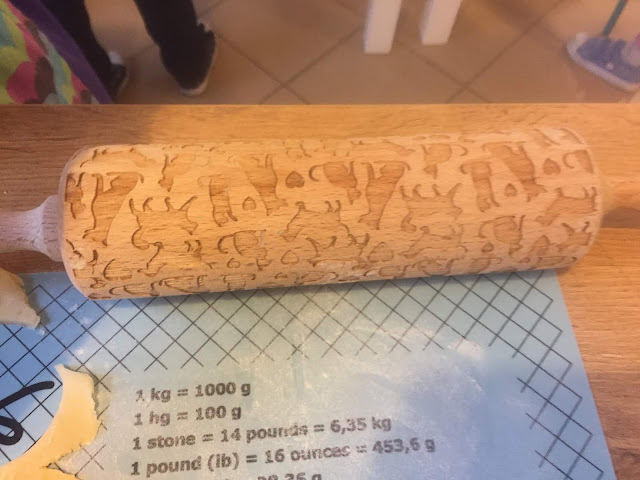 1 kg = 1000 g
1 hg = 100 g
1 stone = 14 pounds = 6,35 kg
1 pound (lb) = 16 ounces = 453,6 g